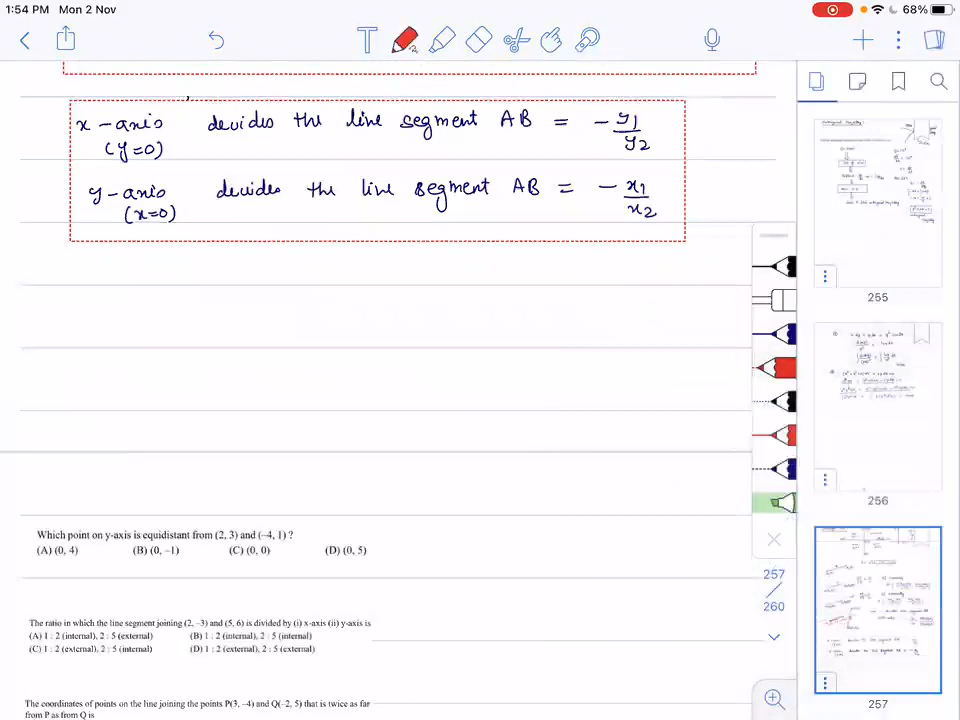 1:54 PM Mon 2 Nov
68%
x-axis devides the line segment AB = - y1/y2
(y=0)
y-axis devides the line segment AB = - x1/x2
(x=0)
Which point on y-axis is equidistant from (2, 3) and (–4, 1) ?
(A) (0, 4) (B) (0, –1) (C) (0, 0) (D) (0, 5)
The ratio in which the line segment joining (2, –3) and (5, 6) is divided by (i) x-axis (ii) y-axis is
(A) 1 : 2 (internal), 2 : 5 (external) (B) 1 : 2 (internal), 2 : 5 (internal)
(C) 1 : 2 (external), 2 : 5 (internal) (D) 1 : 2 (external), 2 : 5 (external)
The coordinates of points on the line joining the points P(3, –4) and Q(–2, 5) that is twice as far
from P as from Q is
257
260
255
256
257